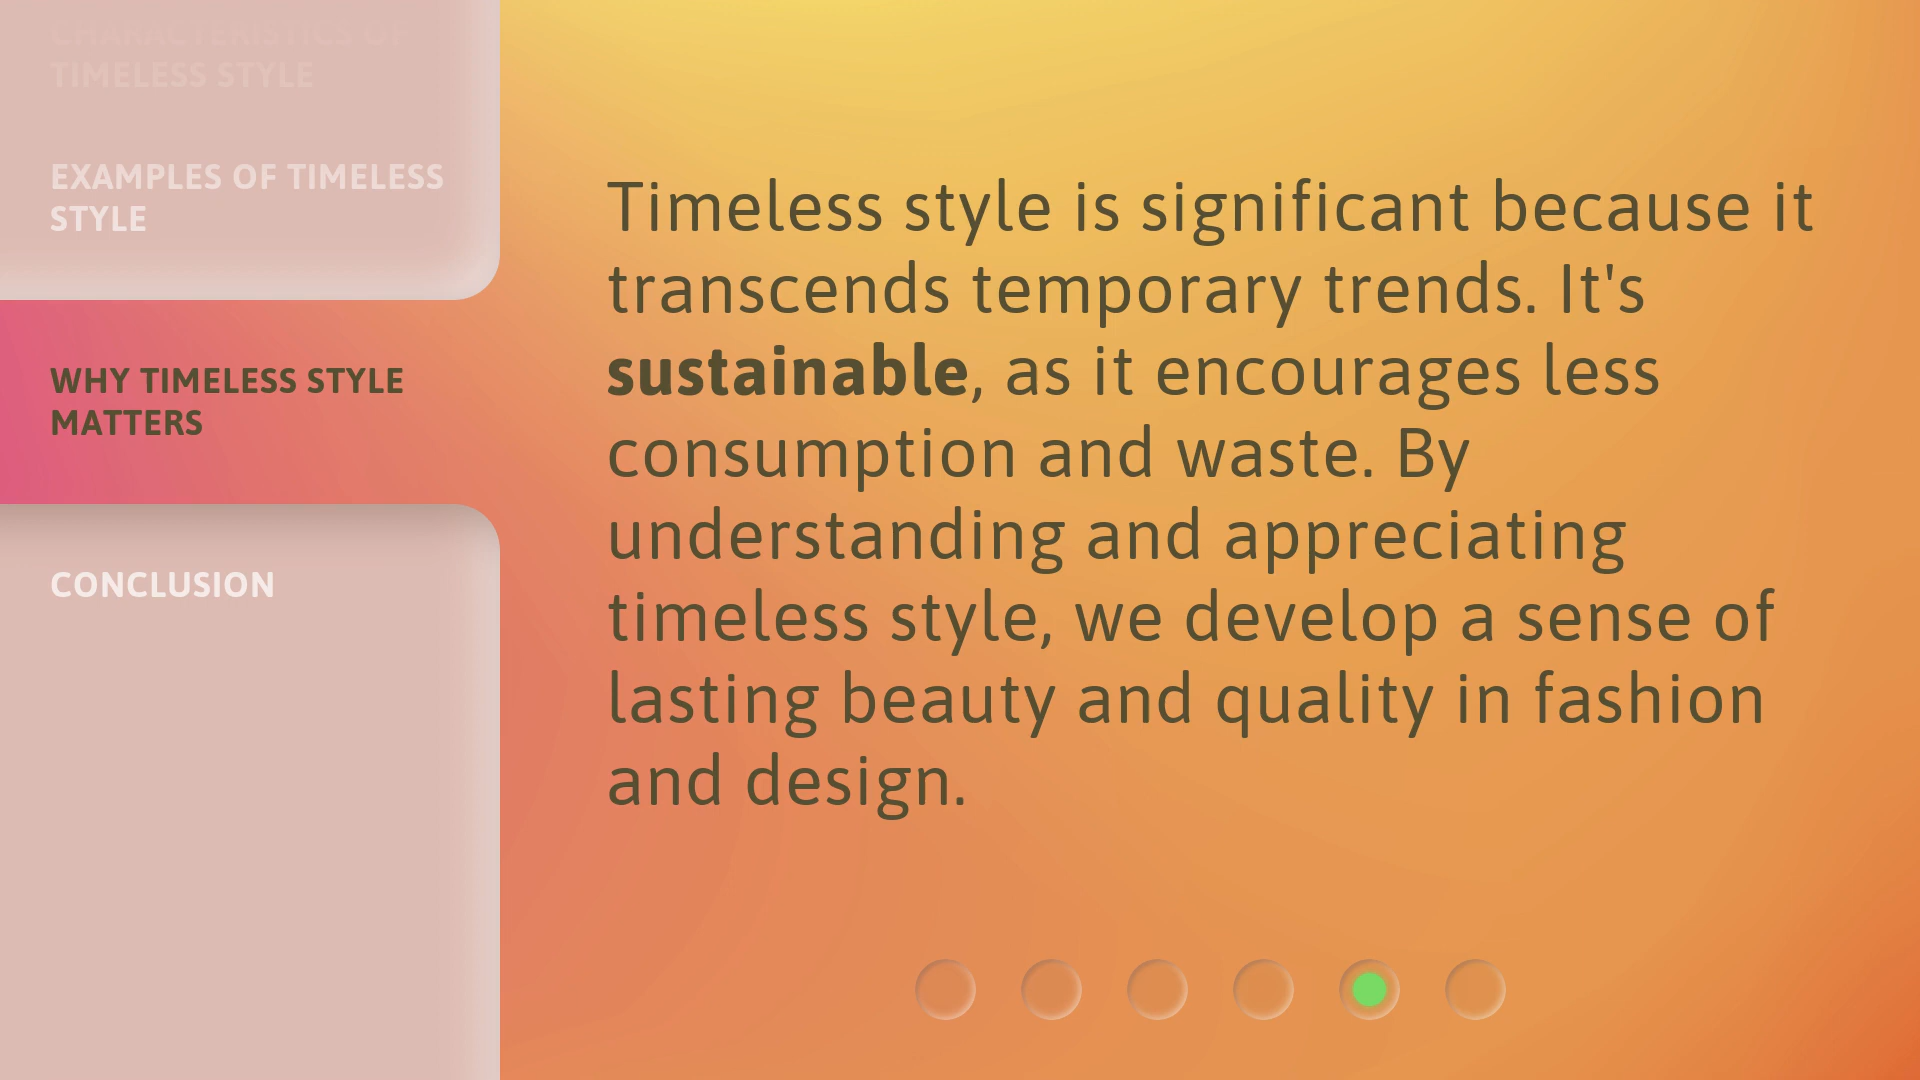 CHARACTERISTICS OF
TIMELESS STYLE
EXAMPLES OF TIMELESS
STYLE
WHY TIMELESS STYLE
MATTERS
CONCLUSION
Timeless style is significant because it
transcends temporary trends. It's
sustainable, as it encourages less
consumption and waste. By
understanding and appreciating
timeless style, we develop a sense of
lasting beauty and quality in fashion
and design.